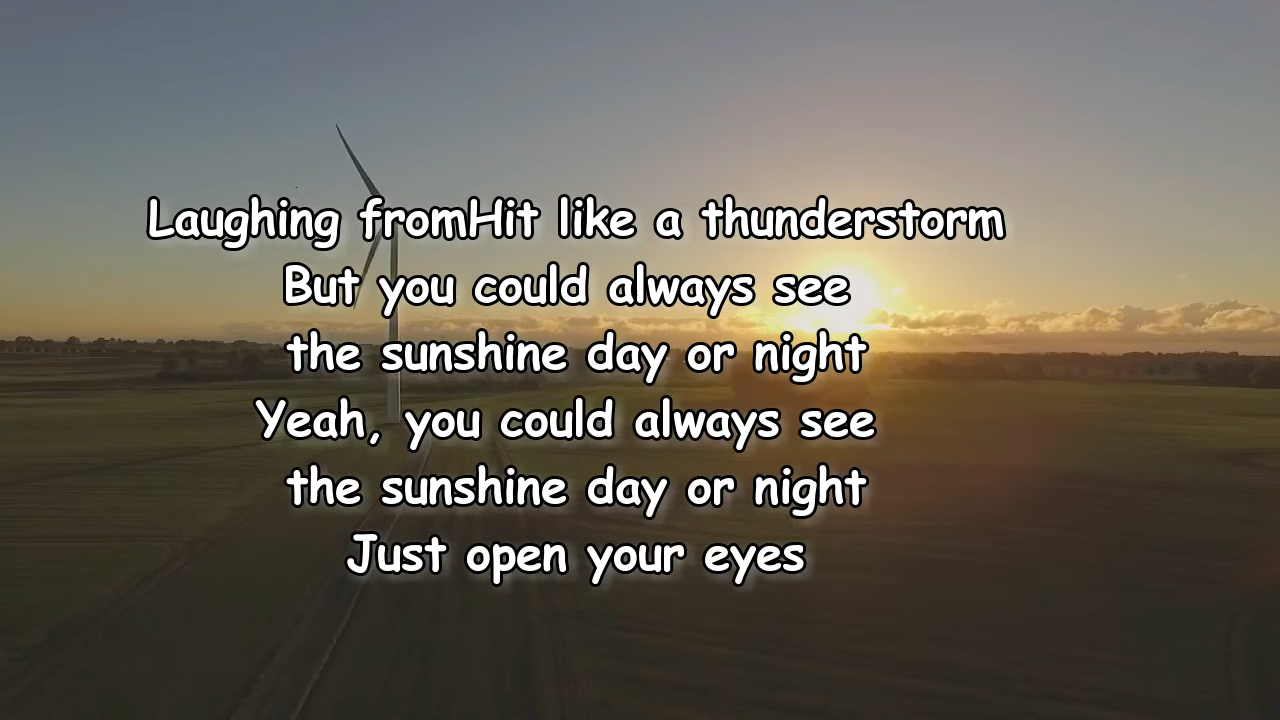 Laughing fromHit like a thunderstorm
But you could always see
the sunshine day or night
Yeah, you could always see
the sunshine day or night
Just open your eyes